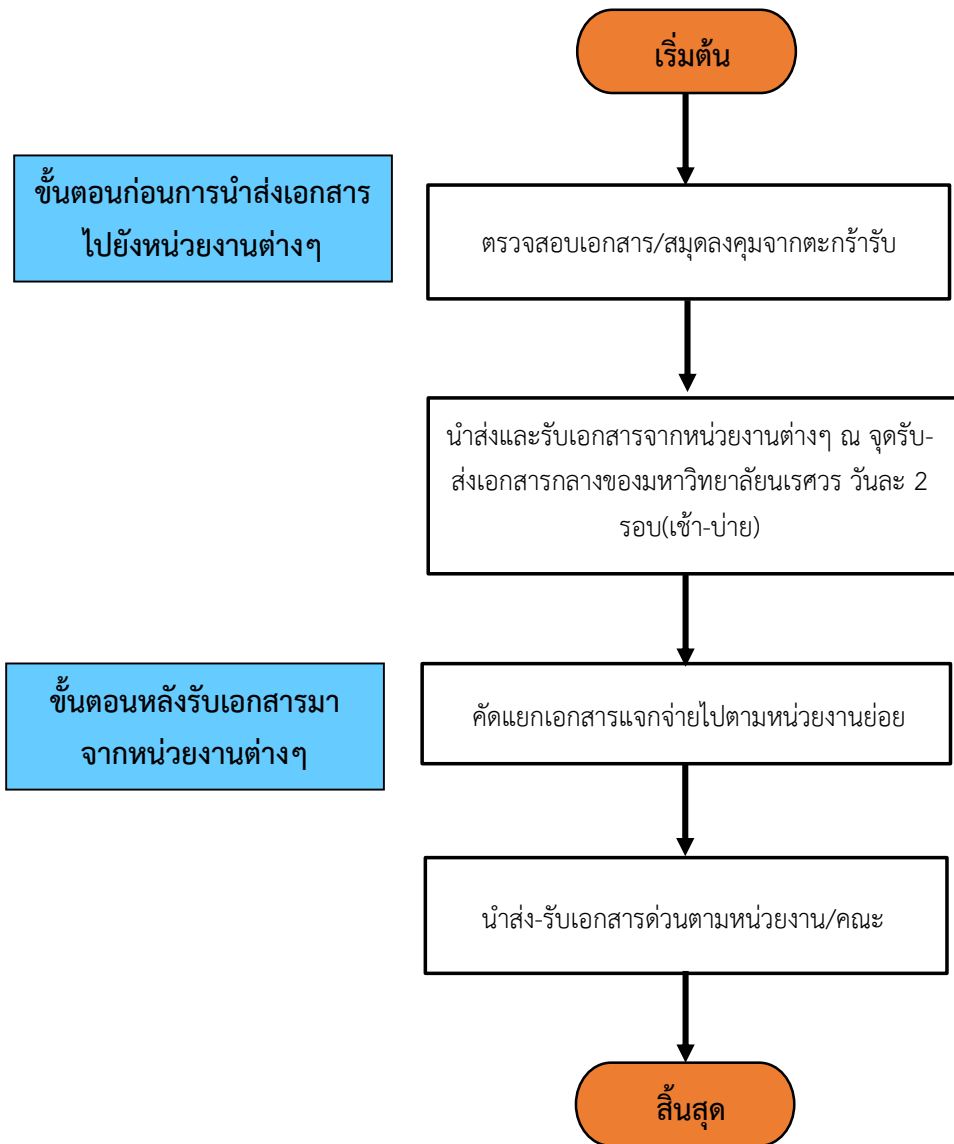 เริ่มต้น
ขั้นตอนก่อนการนำส่งเอกสาร
ไปยังหน่วยงานต่างๆ
ตรวจสอบเอกสาร/สมุดลงคุมจากตะกร้ารับ
นำส่งและรับเอกสารจากหน่วยงานต่างๆ ณ จุดรับ-
ส่งเอกสารกลางของมหาวิทยาลัยนเรศวร วันละ 2
รอบ(เช้า-บ่าย)
ขั้นตอนหลังรับเอกสารมา
จากหน่วยงานต่างๆ
คัดแยกเอกสารแจกจ่ายไปตามหน่วยงานย่อย
นำส่ง-รับเอกสารด่วนตามหน่วยงาน/คณะ
สิ้นสุด